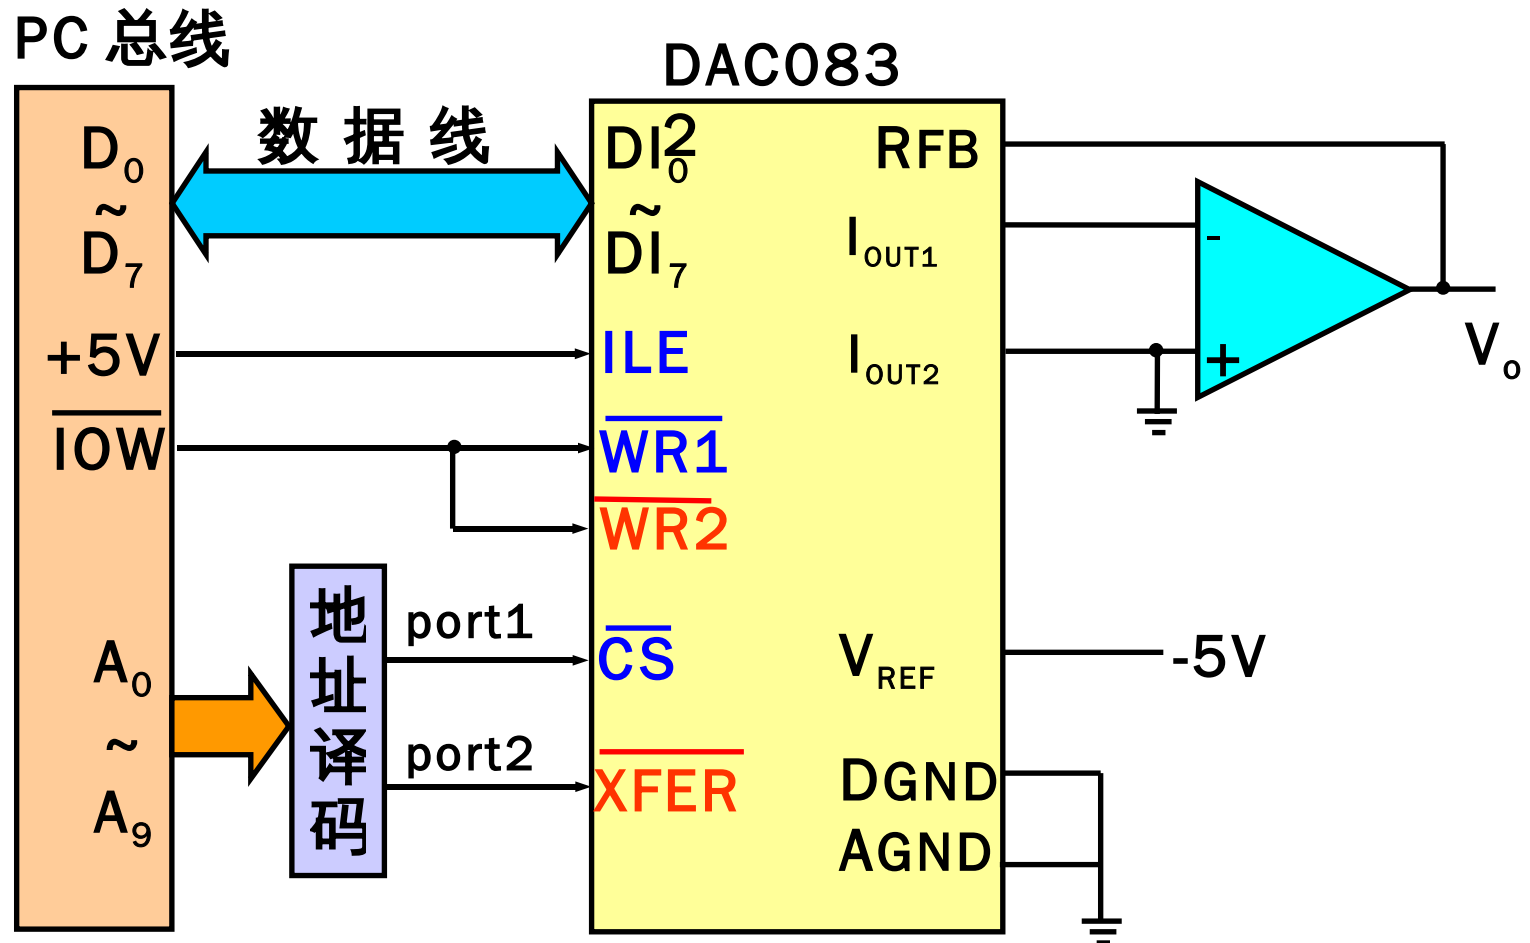 PC 总线
D0
~
D7
+5V
IOW
A0
~
A9
数 据 线
地
址
译
码
port1
port2
DAC083
2
DI0
~
DI7
ILE
WR1
WR2
CS
XFER
RFB
IOUT1
IOUT2
VREF
DGND
AGND
-
+
Vo
-5V